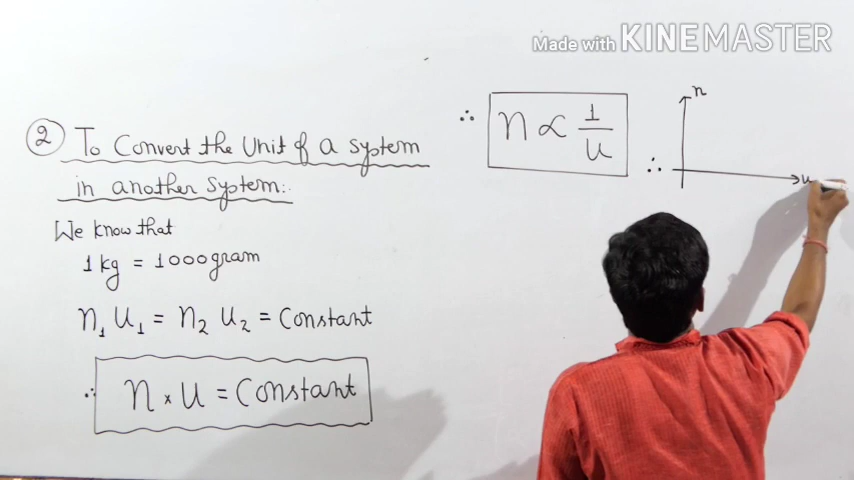 Made with KINEMASTER
2 To Convert the Unit of a system
in another system:.
We know that
1 kg = 1000 gram
n₁ U₁ = n₂ U₂ = Constant
∴ n × U = Constant
∴ n ∝ 1/u
∴
n
u